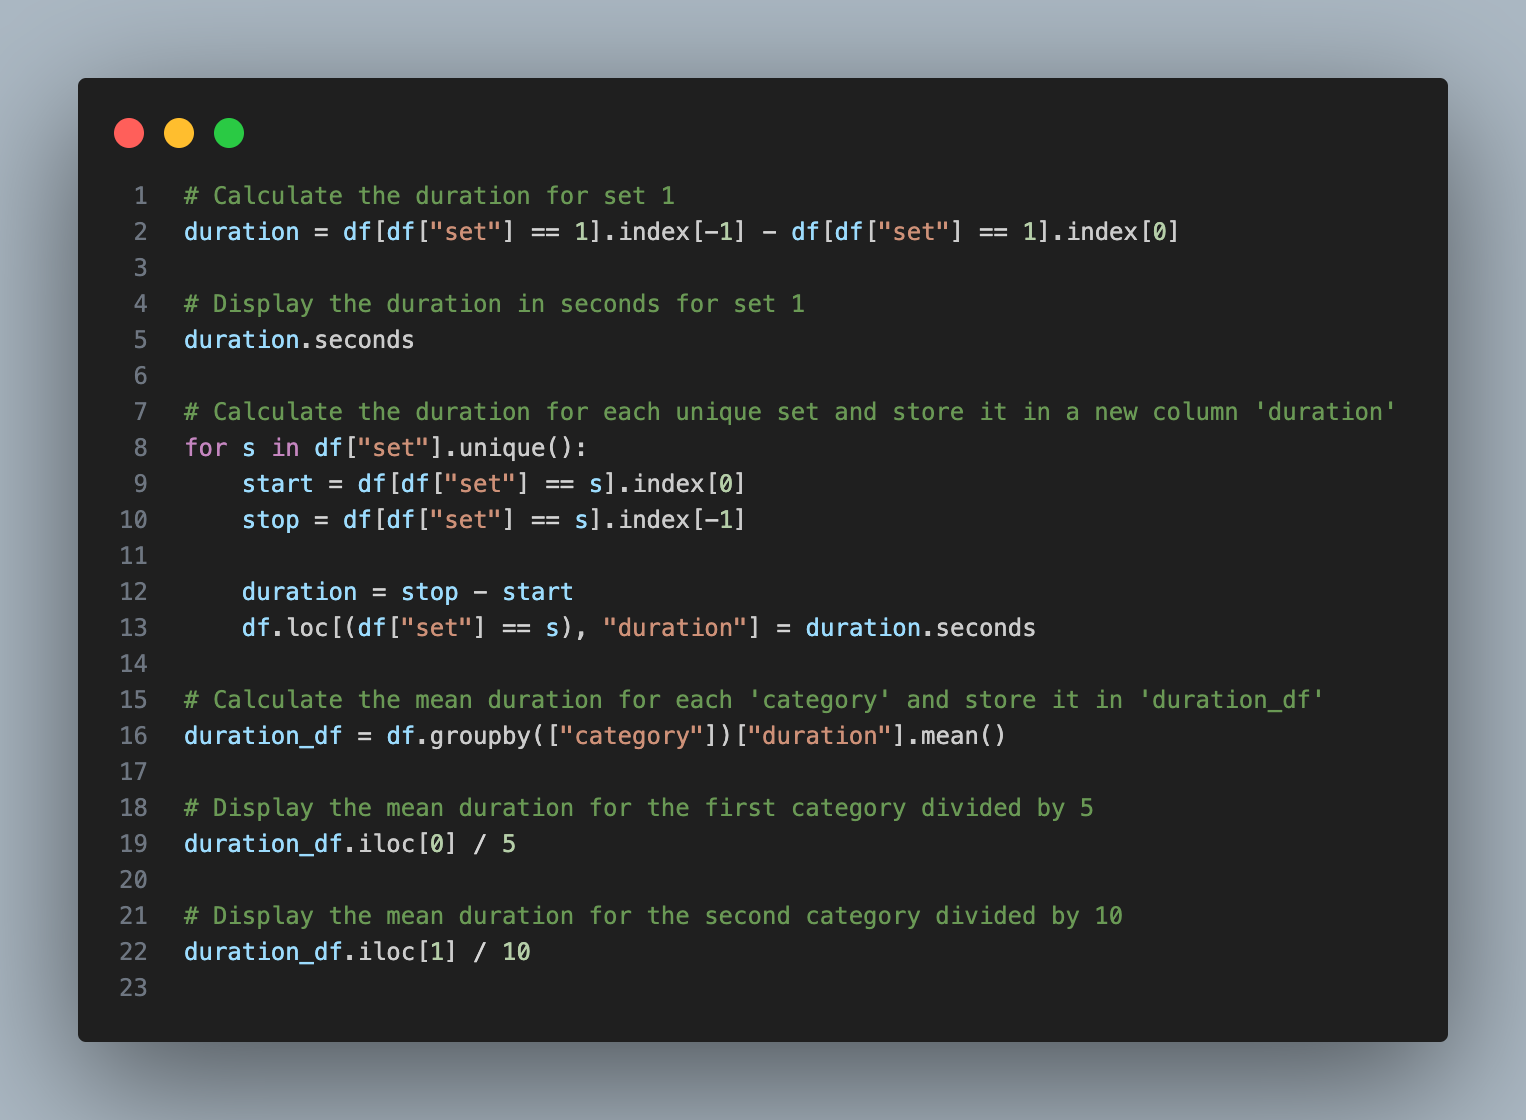 1 # Calculate the duration for set 1
2 duration = df[df["set"] == 1].index[-1] - df[df["set"] == 1].index[0]
3
4 # Display the duration in seconds for set 1
5 duration.seconds
6
7 # Calculate the duration for each unique set and store it in a new column 'duration'
8 for s in df["set"].unique():
9     start = df[df["set"] == s].index[0]
10     stop = df[df["set"] == s].index[-1]
11
12     duration = stop - start
13     df.loc[(df["set"] == s), "duration"] = duration.seconds
14
15 # Calculate the mean duration for each 'category' and store it in 'duration_df'
16 duration_df = df.groupby(["category"])["duration"].mean()
17
18 # Display the mean duration for the first category divided by 5
19 duration_df.iloc[0] / 5
20
21 # Display the mean duration for the second category divided by 10
22 duration_df.iloc[1] / 10
23